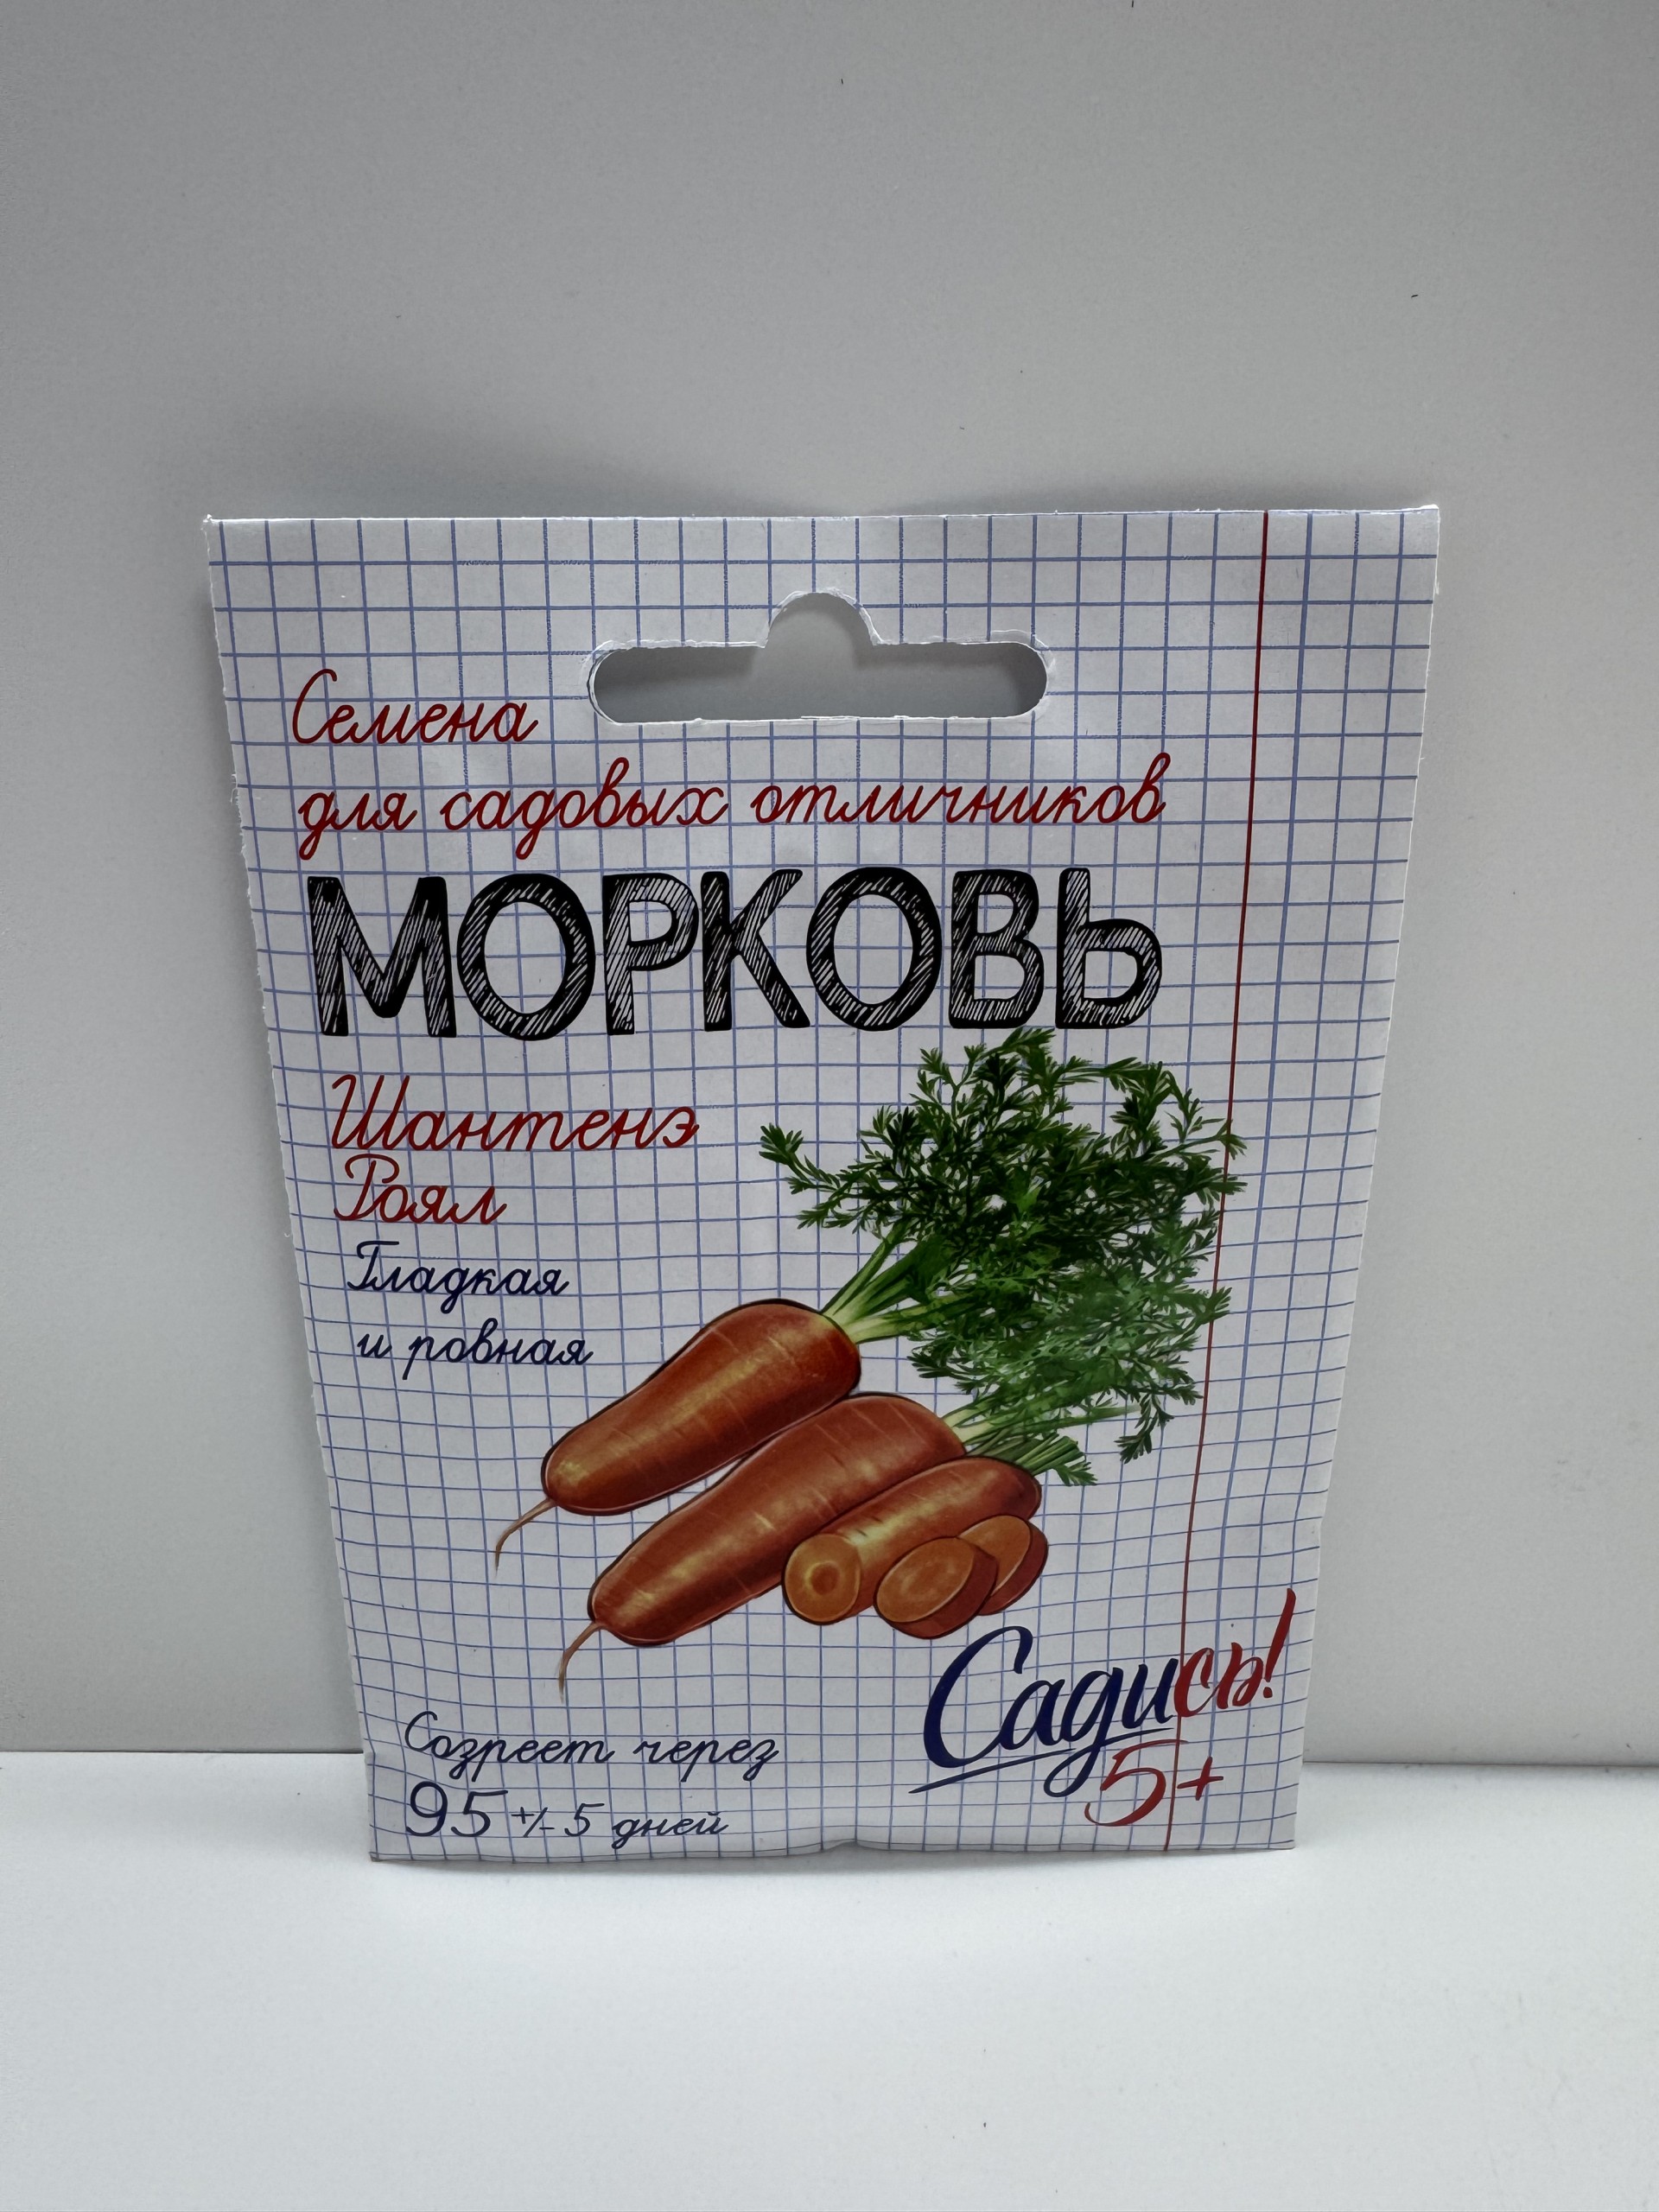 Семена
для садовых отличников
МОРКОВЬ
Шантенэ
Роял
Гладкая
и ровная
Созреет через
95 +/- 5 дней
Садись!
5+